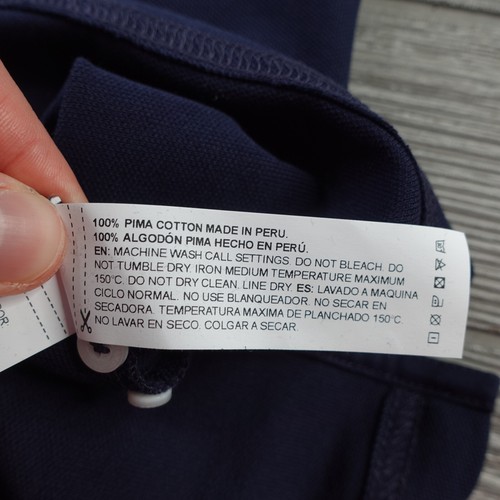 100% PIMA COTTON MADE IN PERU.
100% ALGODÓN PIMA HECHO EN PERÚ.
EN: MACHINE WASH CALL SETTINGS. DO NOT BLEACH. DO
NOT TUMBLE DRY. IRON MEDIUM TEMPERATURE MAXIMUM
150°C. DO NOT DRY CLEAN. LINE DRY. ES: LAVADO A MAQUINA
CICLO NORMAL. NO USE BLANQUEADOR. NO SECAR EN
SECADORA. TEMPERATURA MAXIMA DE PLANCHADO 150°C.
NO LAVAR EN SECO. COLGAR A SECAR.